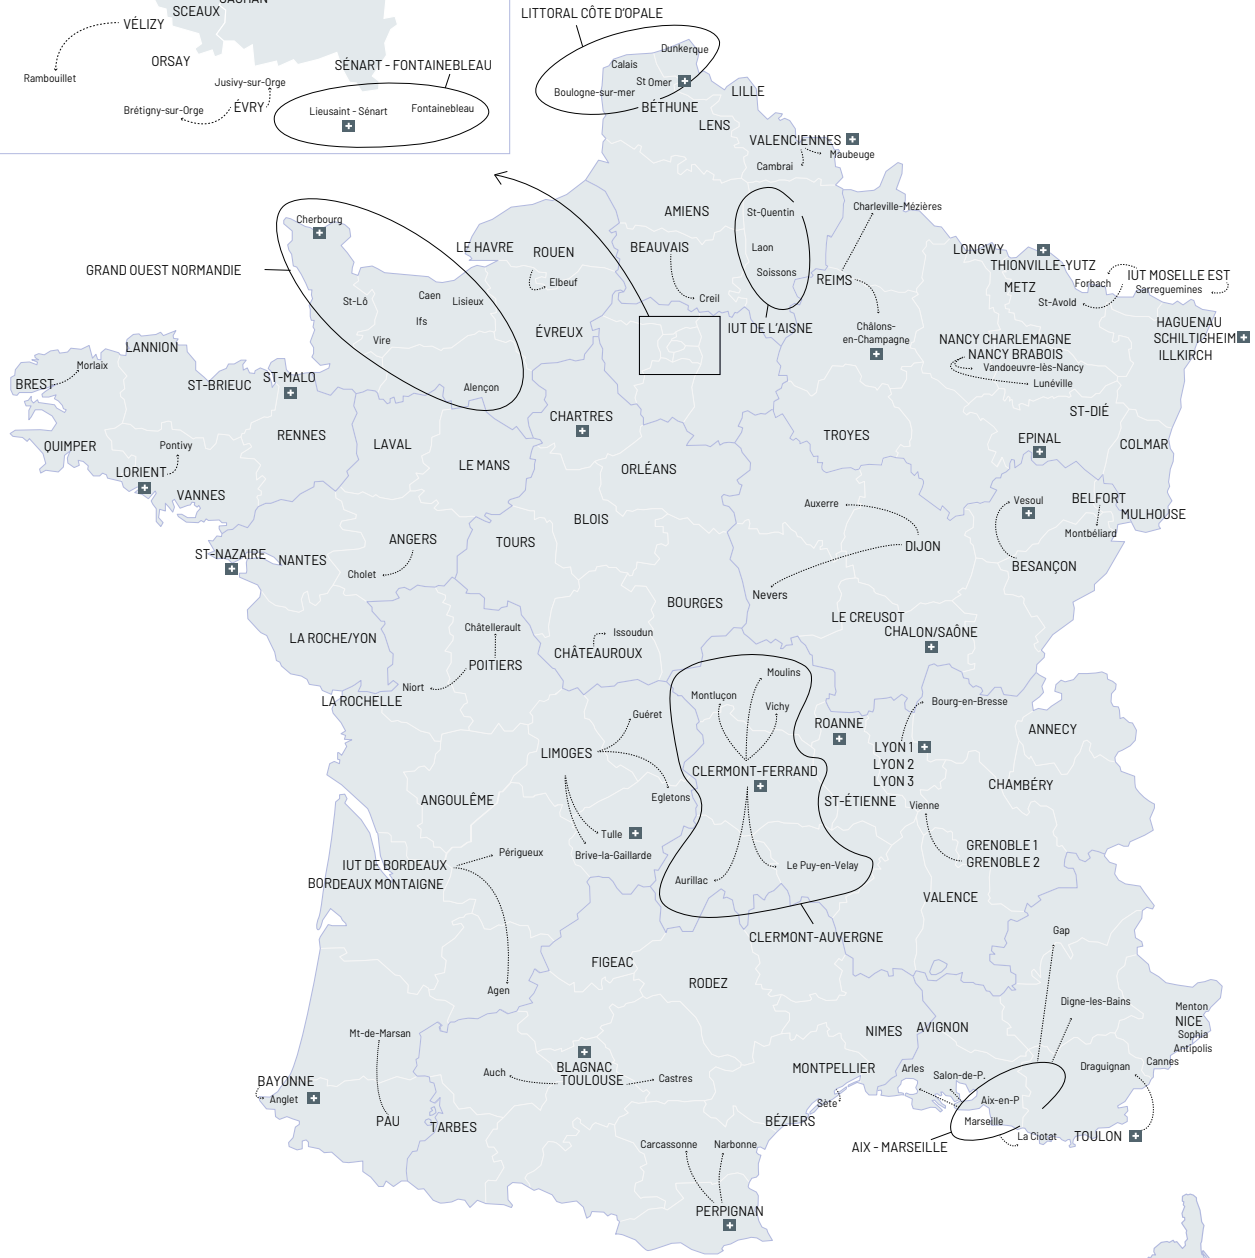 CACHAN
SCEAUX
VÉLIZY
ORSAY
Rambouillet
SÉNART - FONTAINEBLEAU
Jusivy-sur-Orge
Brétigny-sur-Orge
ÉVRY
Lieusaint - Sénart
Fontainebleau
LITTORAL CÔTE D'OPALE
Dunkerque
Calais
St Omer
Boulogne-sur-mer
BÉTHUNE
LILLE
LENS
VALENCIENNES
Maubeuge
Cambrai
Cherbourg
AMIENS
St-Quentin
Charleville-Mézières
LE HAVRE
ROUEN
BEAUVAIS
Laon
LONGWY
THIONVILLE-YUTZ
GRAND OUEST NORMANDIE
Elbeuf
Soissons
REIMS
METZ
Forbach
IUT MOSELLE EST
Sarreguemines
St-Avold
St-Lô
Caen
Lisieux
Creil
Ifs
ÉVREUX
IUT DE L'AISNE
Châlons-
en-Champagne
HAGUENAU
SCHILTIGHEIM
ILLKIRCH
Vire
NANCY CHARLEMAGNE
NANCY BRABOIS
Vandoeuvre-lès-Nancy
Lunéville
LANNION
Morlaix
BREST
ST-BRIEUC
ST-MALO
Alençon
CHARTRES
ST-DIÉ
QUIMPER
Pontivy
RENNES
LAVAL
TROYES
EPINAL
COLMAR
LORIENT
LE MANS
ORLÉANS
VANNES
BLOIS
Auxerre
Vesoul
BELFORT
MULHOUSE
ST-NAZAIRE
NANTES
ANGERS
TOURS
DIJON
Montbéliard
Cholet
BESANÇON
BOURGES
Nevers
LE CREUSOT
CHALON/SAÔNE
LA ROCHE/YON
Châtellerault
Issoudun
CHÂTEAUROUX
POITIERS
Niort
LA ROCHELLE
Moulins
Montluçon
Vichy
Bourg-en-Bresse
Guéret
ROANNE
ANNECY
LIMOGES
LYON 1
LYON 2
LYON 3
CLERMONT-FERRAND
CHAMBÉRY
ANGOULÊME
Egletons
ST-ÉTIENNE
Vienne
Tulle
Brive-la-Gaillarde
GRENOBLE 1
GRENOBLE 2
Périgueux
IUT DE BORDEAUX
BORDEAUX MONTAIGNE
Aurillac
Le Puy-en-Velay
VALENCE
CLERMONT-AUVERGNE
Gap
FIGEAC
RODEZ
Agen
Digne-les-Bains
Menton
NICE
Sophia
Antipolis
Cannes
Mt-de-Marsan
NIMES
AVIGNON
BLAGNAC
TOULOUSE
Auch
Castres
MONTPELLIER
Arles
Salon-de-P.
Draguignan
BAYONNE
Anglet
Sète
Aix-en-P
Marseille
PAU
TARBES
BÉZIERS
La Ciotat
TOULON
AIX - MARSEILLE
Carcassonne
Narbonne
PERPIGNAN